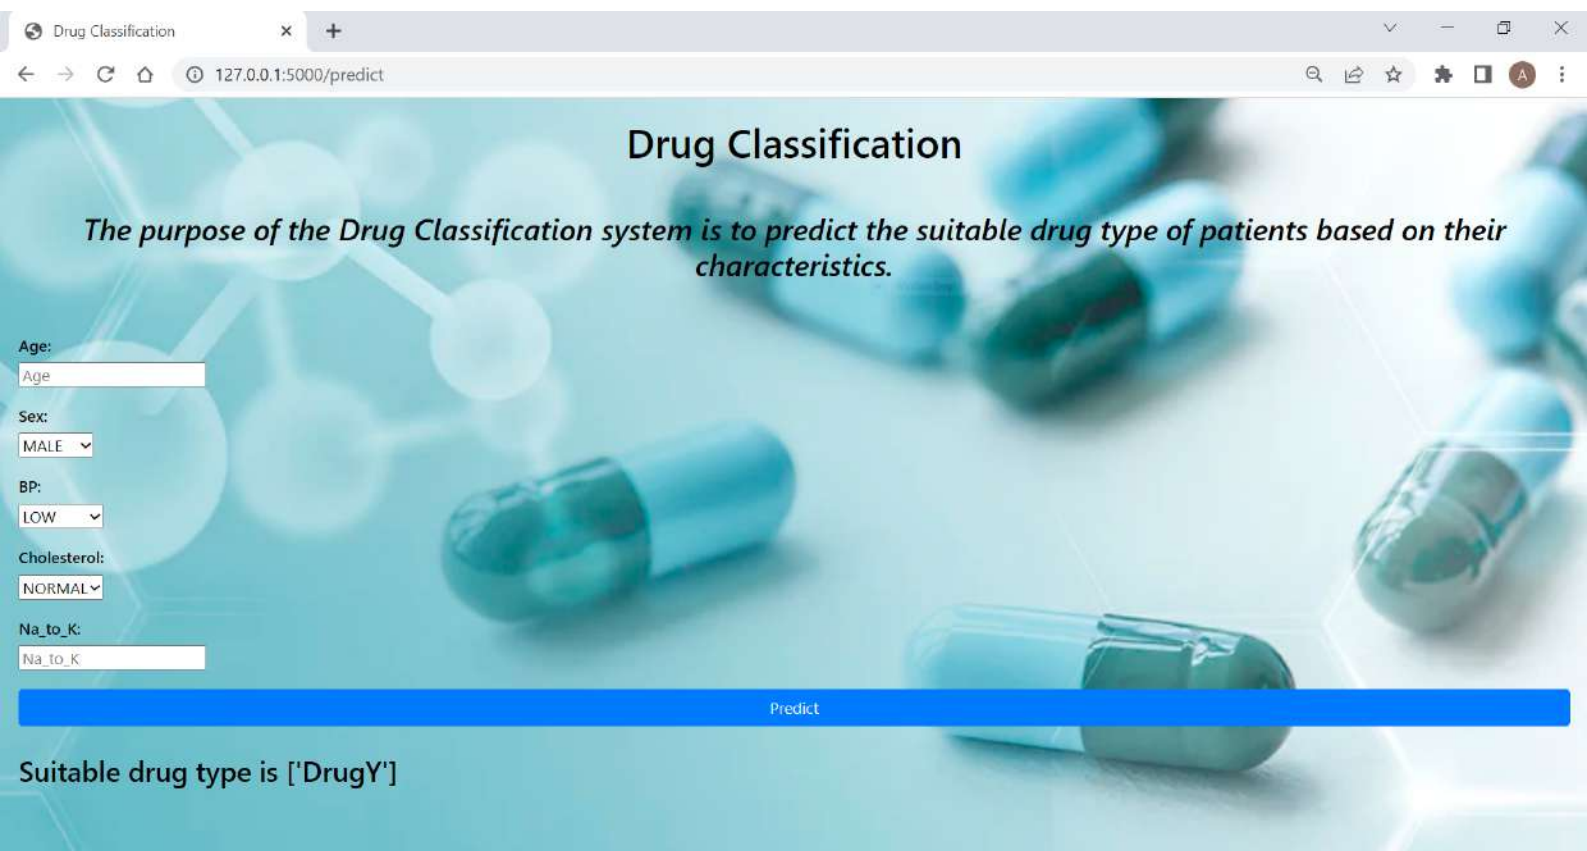 Drug Classification
127.0.0.1:5000/predict
A
Drug Classification
The purpose of the Drug Classification system is to predict the suitable drug type of patients based on their
characteristics.
Age:
Age
Sex:
MALE
BP:
LOW
Cholesterol:
NORMAL
Na_to_K:
Na_to_K
Predict
Suitable drug type is ['DrugY']